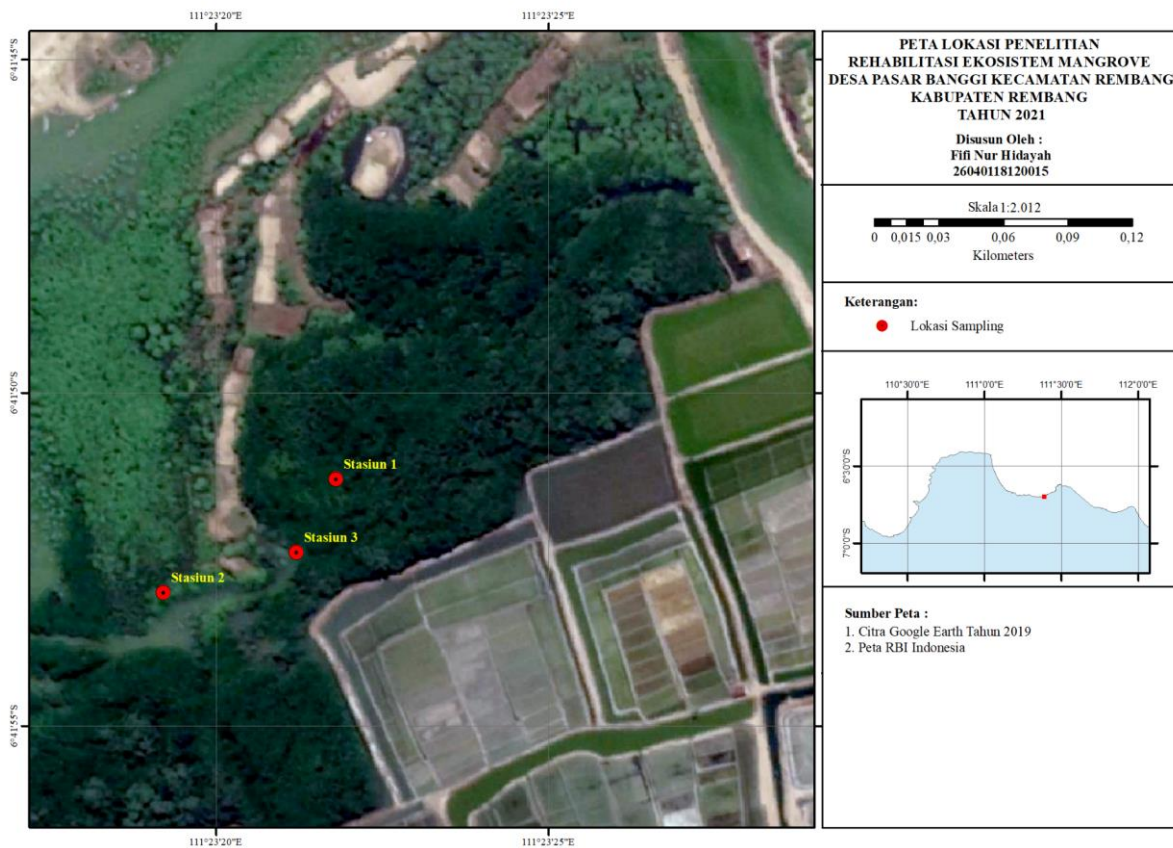 111°23'20"E
111°23'25"E
6°41'45"S
6°41'50"S
6°41'55"S
Stasiun 1
Stasiun 3
Stasiun 2
111°23'20"E
111°23'25"E
PETA LOKASI PENELITIAN
REHABILITASI EKOSISTEM MANGROVE
DESA PASAR BANGGI KECAMATAN REMBANG
KABUPATEN REMBANG
TAHUN 2021
Disusun Oleh :
Fifi Nur Hidayah
26040118120015
Skala 1:2.012
0 0,015 0,03 0,06 0,09 0,12
Kilometers
Keterangan:
Lokasi Sampling
110°30'0"E 111°0'0"E 111°30'0"E 112°0'0"E
6°30'0"S
7°0'0"S
Sumber Peta :
1. Citra Google Earth Tahun 2019
2. Peta RBI Indonesia